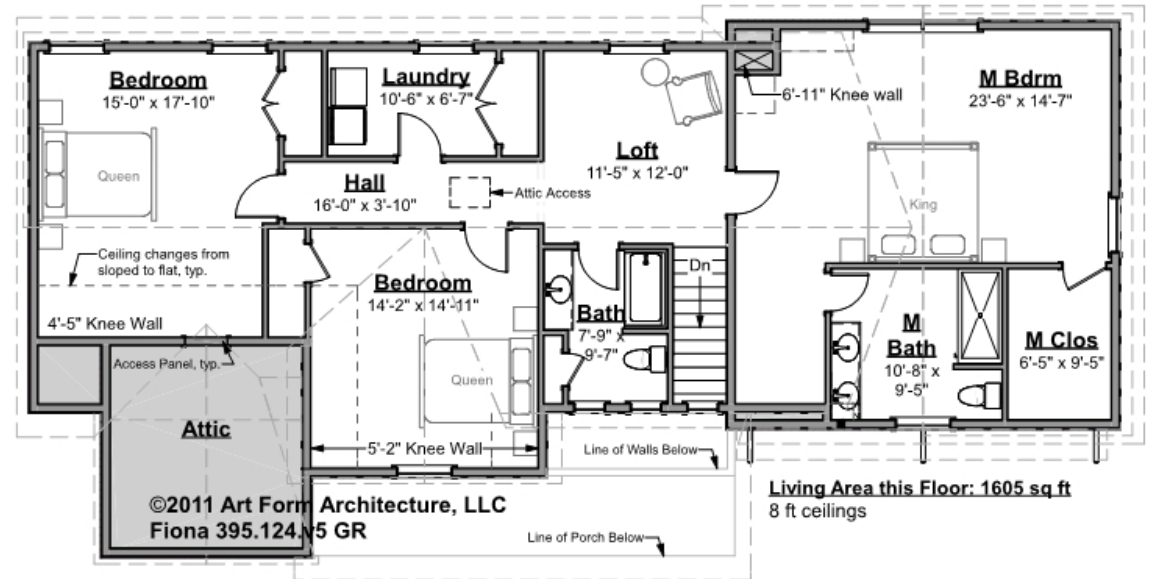 Bedroom
15'-0" x 17'-10"
Laundry
10'-6" x 6'-7"
6'-11" Knee wall
M Bdrm
23'-6" x 14'-7"
Queen
Hall
16'-0" x 3'-10"
Attic Access
Loft
11'-5" x 12'-0"
King
Ceiling changes from
sloped to flat, typ.
4'-5" Knee Wall
Access Panel, typ.
Bedroom
14'-2" x 14'-11"
Queen
Bath
7'-9" x
9'-7"
Dn
M
Bath
10'-8" x
9'-5"
M Clos
6'-5" x 9'-5"
Attic
5'-2" Knee Wall
Line of Walls Below
Living Area this Floor: 1605 sq ft
8 ft ceilings
©2011 Art Form Architecture, LLC
Fiona 395.124.v5 GR
Line of Porch Below